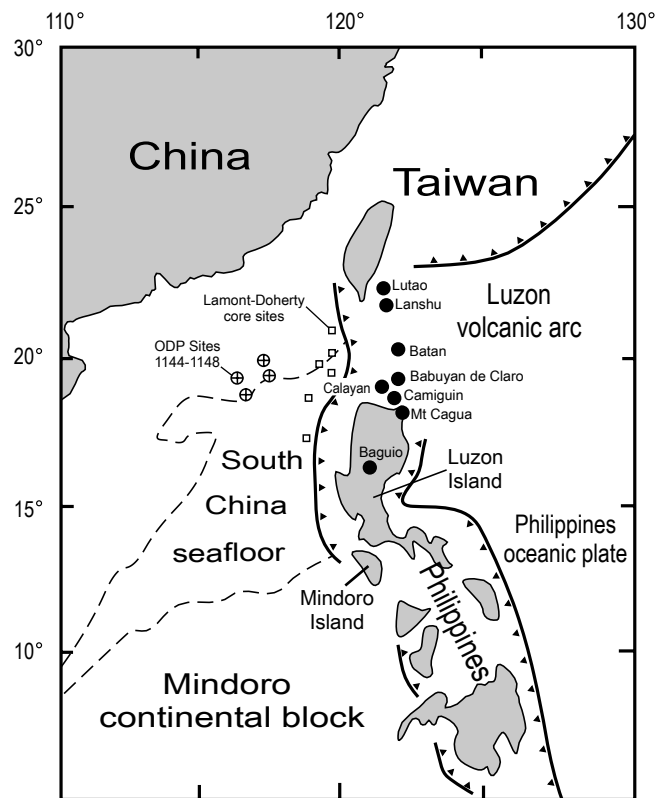 110°
120°
130°
30°
China
Taiwan
25°
Lutao
Lanshu
Lamont-Doherty
core sites
Luzon
volcanic arc
ODP Sites
1144-1148
Batan
20°
Babuyan de Claro
Calayan
Camiguin
Mt Cagua
South
China
seafloor
Baguio
Luzon
Island
15°
Philippines
oceanic plate
Mindoro
Island
Philippines
10°
Mindoro
continental block